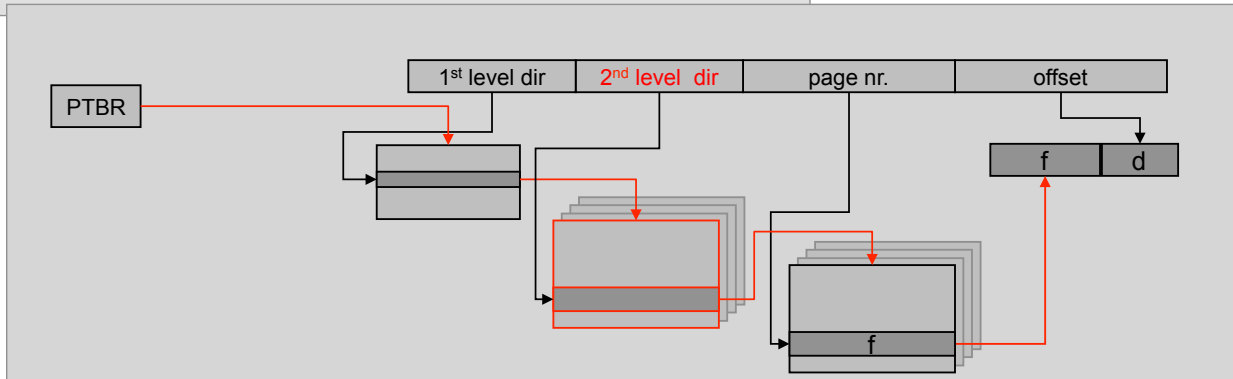 1st level dir
2nd level dir
page nr.
offset
PTBR
f
d
f